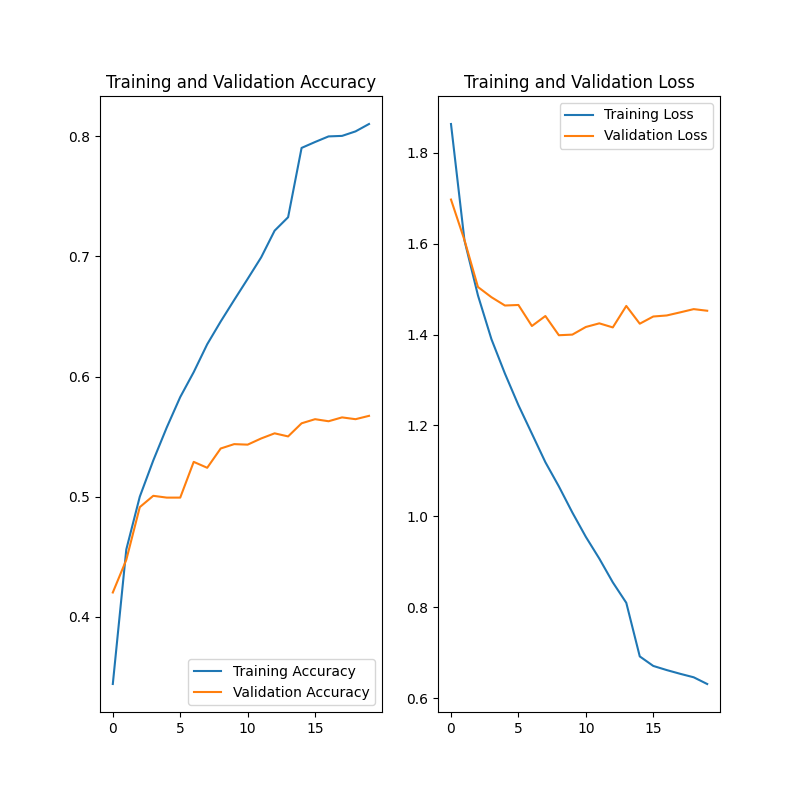 Training and Validation Accuracy
0.8
0.7
0.6
0.5
0.4
Training Accuracy
Validation Accuracy
0 5 10 15
Training and Validation Loss
Training Loss
Validation Loss
1.8
1.6
1.4
1.2
1.0
0.8
0.6
0 5 10 15